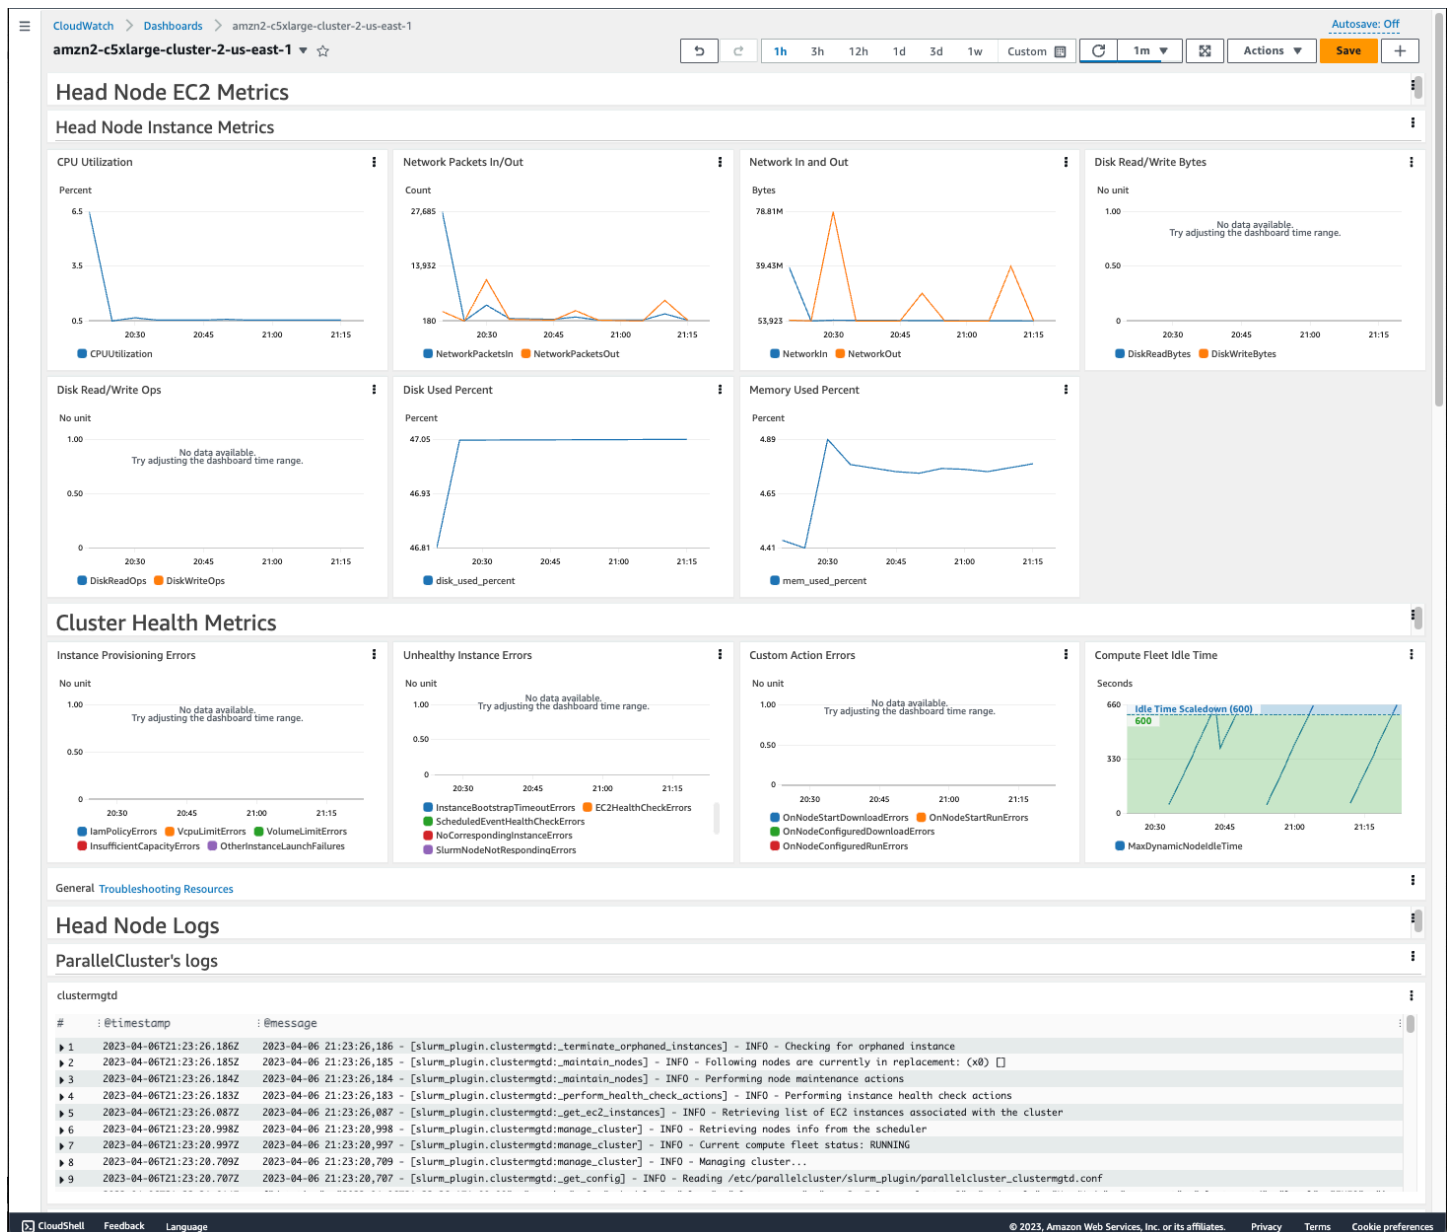 CloudWatch > Dashboards > amzn2-c5xlarge-cluster-2-us-east-1
Autosave: Off
amzn2-c5xlarge-cluster-2-us-east-1
1h 3h 12h 1d 3d 1w Custom 1m Actions Save
Head Node EC2 Metrics
Head Node Instance Metrics
CPU Utilization
Percent
6.5
3.5
0.5
20:30 20:45 21:00 21:15
CPUUtilization
Network Packets In/Out
Count
27,685
13,932
180
20:30 20:45 21:00 21:15
NetworkPacketsIn NetworkPacketsOut
Network In and Out
Bytes
78.81M
39.43M
53,923
20:30 20:45 21:00 21:15
NetworkIn NetworkOut
Disk Read/Write Bytes
No unit
1.00
No data available.
Try adjusting the dashboard time range.
0.50
0
20:30 20:45 21:00 21:15
DiskReadBytes DiskWriteBytes
Disk Read/Write Ops
No unit
1.00
No data available.
Try adjusting the dashboard time range.
0.50
0
20:30 20:45 21:00 21:15
DiskReadOps DiskWriteOps
Disk Used Percent
Percent
47.05
46.93
46.81
20:30 20:45 21:00 21:15
disk_used_percent
Memory Used Percent
Percent
4.89
4.65
4.41
20:30 20:45 21:00 21:15
mem_used_percent
Cluster Health Metrics
Instance Provisioning Errors
No unit
1.00
No data available.
Try adjusting the dashboard time range.
0.50
0
20:30 20:45 21:00 21:15
IamPolicyErrors VcpuLimitErrors VolumeLimitErrors
InsufficientCapacityErrors OtherInstanceLaunchFailures
Unhealthy Instance Errors
No unit
1.00
No data available.
Try adjusting the dashboard time range.
0.50
0
20:30 20:45 21:00 21:15
InstanceBootstrapTimeoutErrors EC2HealthCheckErrors
ScheduledEventHealthCheckErrors
NoCorrespondingInstanceErrors
SlurmNodeNotRespondingErrors
Custom Action Errors
No unit
1.00
No data available.
Try adjusting the dashboard time range.
0.50
0
20:30 20:45 21:00 21:15
OnNodeStartDownloadErrors OnNodeStartRunErrors
OnNodeConfiguredDownloadErrors
OnNodeConfiguredRunErrors
Compute Fleet Idle Time
Seconds
660
Idle Time Scaledown (600)
600
330
0
20:30 20:45 21:00 21:15
MaxDynamicNodeIdleTime
General Troubleshooting Resources
Head Node Logs
ParallelCluster's logs
clustermgtd
# @timestamp @message
1 2023-04-06T21:23:26.186Z 2023-04-06 21:23:26,186 - [slurm_plugin.clustermgtd:_terminate_orphaned_instances] - INFO - Checking for orphaned instance
2 2023-04-06T21:23:26.185Z 2023-04-06 21:23:26,185 - [slurm_plugin.clustermgtd:_maintain_nodes] - INFO - Following nodes are currently in replacement: (x0) []
3 2023-04-06T21:23:26.184Z 2023-04-06 21:23:26,184 - [slurm_plugin.clustermgtd:_maintain_nodes] - INFO - Performing node maintenance actions
4 2023-04-06T21:23:26.183Z 2023-04-06 21:23:26,183 - [slurm_plugin.clustermgtd:_perform_health_check_actions] - INFO - Performing instance health check actions
5 2023-04-06T21:23:26.087Z 2023-04-06 21:23:26,087 - [slurm_plugin.clustermgtd:_get_ec2_instances] - INFO - Retrieving list of EC2 instances associated with the cluster
6 2023-04-06T21:23:20.998Z 2023-04-06 21:23:20,998 - [slurm_plugin.clustermgtd:manage_cluster] - INFO - Retrieving nodes info from the scheduler
7 2023-04-06T21:23:20.997Z 2023-04-06 21:23:20,997 - [slurm_plugin.clustermgtd:manage_cluster] - INFO - Current compute fleet status: RUNNING
8 2023-04-06T21:23:20.709Z 2023-04-06 21:23:20,709 - [slurm_plugin.clustermgtd:manage_cluster] - INFO - Managing cluster...
9 2023-04-06T21:23:20.707Z 2023-04-06 21:23:20,707 - [slurm_plugin.clustermgtd:_get_config] - INFO - Reading /etc/parallelcluster/slurm_plugin/parallelcluster_clustermgtd.conf
CloudShell Feedback Language © 2023, Amazon Web Services, Inc. or its affiliates. Privacy Terms Cookie preferences